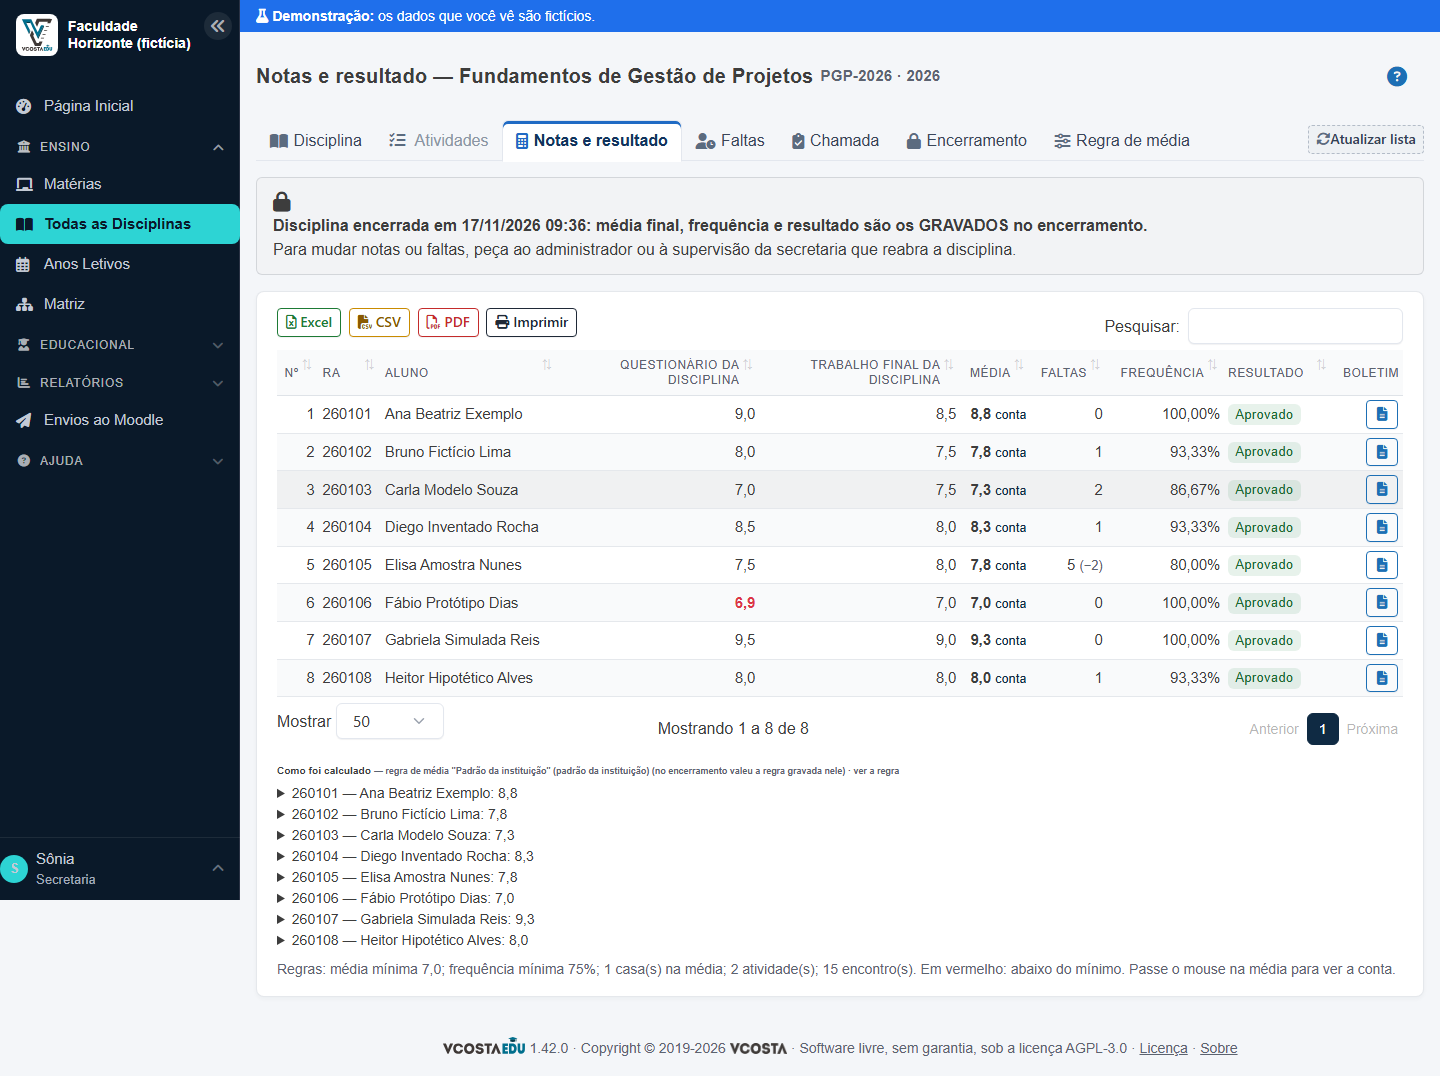 Faculdade
Horizonte (fictícia)
VCOSTAEDU
Demonstração: os dados que você vê são fictícios.
Página Inicial
ENSINO
Matérias
Todas as Disciplinas
Anos Letivos
Matriz
EDUCACIONAL
RELATÓRIOS
Envios ao Moodle
AJUDA
S
Sônia
Secretaria
Notas e resultado — Fundamentos de Gestão de Projetos PGP-2026 · 2026
?
Disciplina Atividades Notas e resultado Faltas Chamada Encerramento Regra de média Atualizar lista
Disciplina encerrada em 17/11/2026 09:36: média final, frequência e resultado são os GRAVADOS no encerramento.
Para mudar notas ou faltas, peça ao administrador ou à supervisão da secretaria que reabra a disciplina.
Excel CSV PDF Imprimir Pesquisar:
Nº RA ALUNO QUESTIONÁRIO DA DISCIPLINA TRABALHO FINAL DA DISCIPLINA MÉDIA FALTAS FREQUÊNCIA RESULTADO BOLETIM
1 260101 Ana Beatriz Exemplo 9,0 8,5 8,8 conta 0 100,00% Aprovado
2 260102 Bruno Fictício Lima 8,0 7,5 7,8 conta 1 93,33% Aprovado
3 260103 Carla Modelo Souza 7,0 7,5 7,3 conta 2 86,67% Aprovado
4 260104 Diego Inventado Rocha 8,5 8,0 8,3 conta 1 93,33% Aprovado
5 260105 Elisa Amostra Nunes 7,5 8,0 7,8 conta 5 (−2) 80,00% Aprovado
6 260106 Fábio Protótipo Dias 6,9 7,0 7,0 conta 0 100,00% Aprovado
7 260107 Gabriela Simulada Reis 9,5 9,0 9,3 conta 0 100,00% Aprovado
8 260108 Heitor Hipotético Alves 8,0 8,0 8,0 conta 1 93,33% Aprovado
Mostrar 50 Mostrando 1 a 8 de 8 Anterior 1 Próxima
Como foi calculado — regra de média "Padrão da instituição" (padrão da instituição) (no encerramento valeu a regra gravada nele) · ver a regra
260101 — Ana Beatriz Exemplo: 8,8
260102 — Bruno Fictício Lima: 7,8
260103 — Carla Modelo Souza: 7,3
260104 — Diego Inventado Rocha: 8,3
260105 — Elisa Amostra Nunes: 7,8
260106 — Fábio Protótipo Dias: 7,0
260107 — Gabriela Simulada Reis: 9,3
260108 — Heitor Hipotético Alves: 8,0
Regras: média mínima 7,0; frequência mínima 75%; 1 casa(s) na média; 2 atividade(s); 15 encontro(s). Em vermelho: abaixo do mínimo. Passe o mouse na média para ver a conta.
VCOSTAEDU 1.42.0 · Copyright © 2019-2026 VCOSTA · Software livre, sem garantia, sob a licença AGPL-3.0 · Licença · Sobre